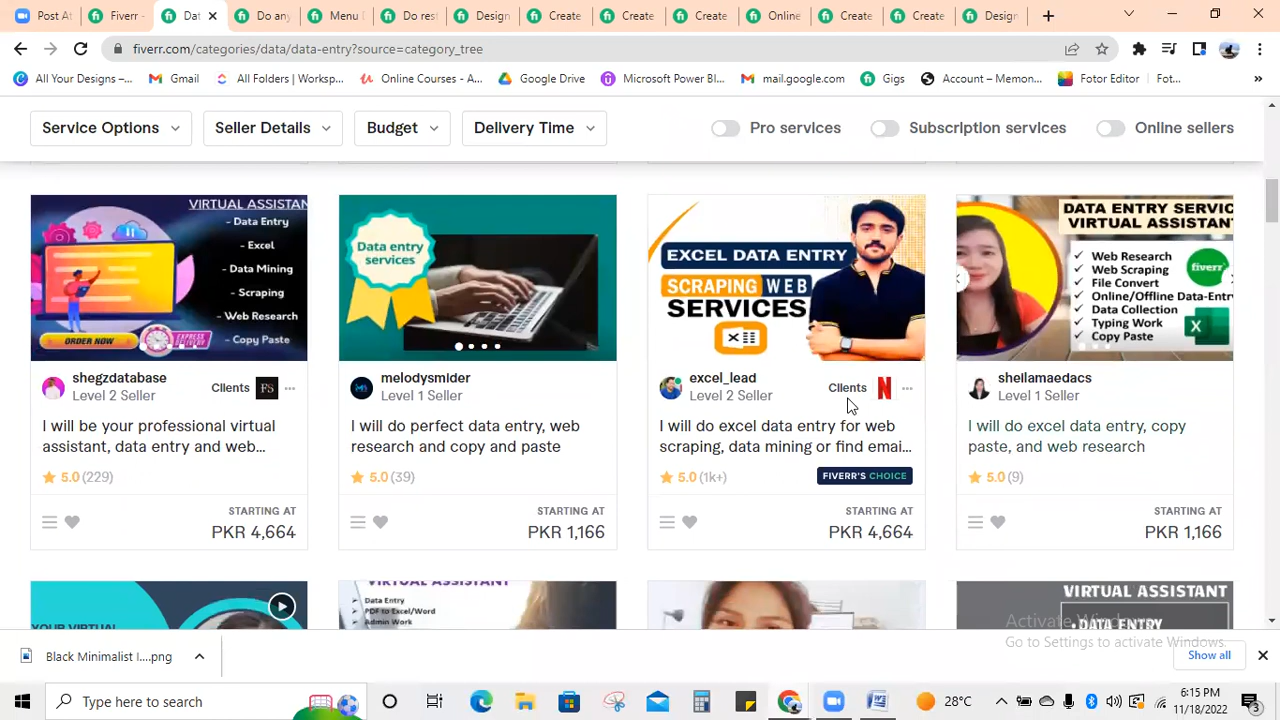 Post At
Fiverr -
Dat
Do any
Menu
Do rest
Design
Create
Create
Create
Online
Create
Create
Design
fiverr.com/categories/data/data-entry?source=category_tree
All Your Designs –...
Gmail
All Folders | Worksp...
Online Courses - A...
Google Drive
Microsoft Power Bl...
mail.google.com
Gigs
Account – Memon...
Fotor Editor
Fot...
Service Options
Seller Details
Budget
Delivery Time
Pro services
Subscription services
Online sellers
VIRTUAL ASSISTAN
- Data Entry
- Excel
- Data Mining
- Scraping
- Web Research
- Copy Paste
ORDER NOW
EXPRESS
DELIVERY
shegzdatabase
Level 2 Seller
Clients
FS
I will be your professional virtual
assistant, data entry and web...
5.0 (229)
STARTING AT
PKR 4,664
Data entry
services
melodysmider
Level 1 Seller
I will do perfect data entry, web
research and copy and paste
5.0 (39)
STARTING AT
PKR 1,166
EXCEL DATA ENTRY
SCRAPING WEB
SERVICES
excel_lead
Level 2 Seller
Clients
N
I will do excel data entry for web
scraping, data mining or find emai...
5.0 (1k+)
FIVERR'S CHOICE
STARTING AT
PKR 4,664
DATA ENTRY SERVIC
VIRTUAL ASSISTAN
Web Research
Web Scraping
File Convert
Online/Offline Data-Entr
Data Collection
Typing Work
Copy Paste
fiverr
X
sheilamaedacs
Level 1 Seller
I will do excel data entry, copy
paste, and web research
5.0 (9)
STARTING AT
PKR 1,166
YOUR VIRTUAL
VIRTUAL ASSISTANT
Data Entry
PDF to Excel/Word
Admin Work
VIRTUAL ASSISTANT
DATA ENTRY
Activate Windows
Go to Settings to activate Windows.
Black Minimalist I....png
Show all
Type here to search
28°C
6:15 PM
11/18/2022
3